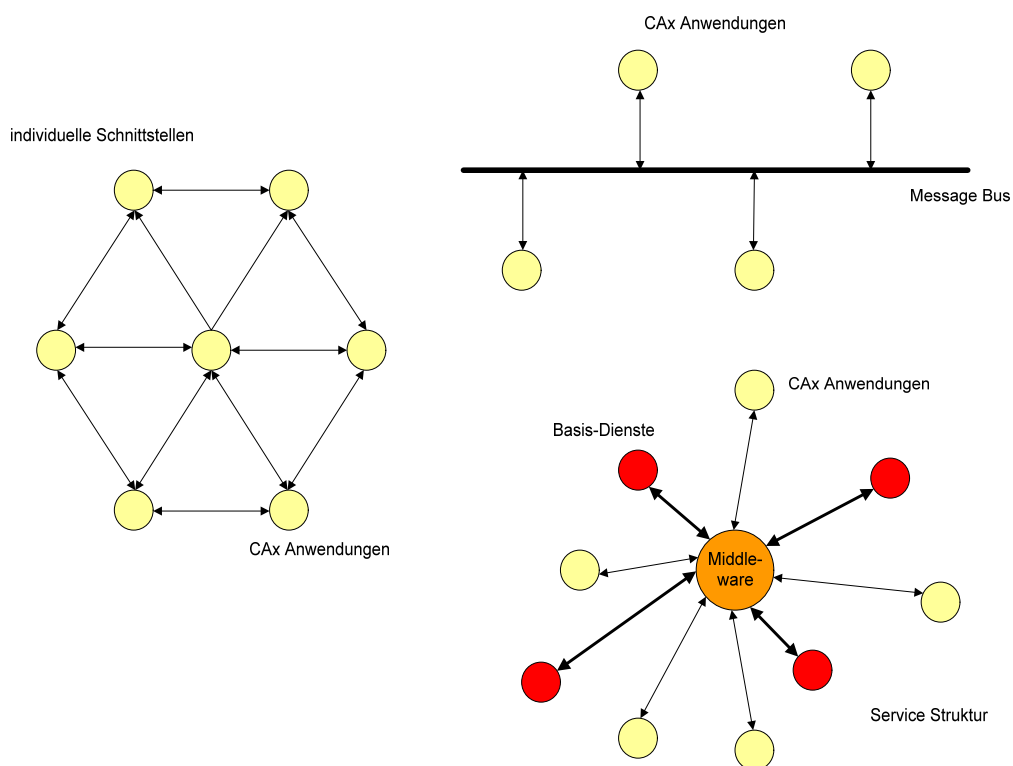 individuelle Schnittstellen
CAx Anwendungen
CAx Anwendungen
Message Bus
CAx Anwendungen
Basis-Dienste
Middle-
ware
Service Struktur